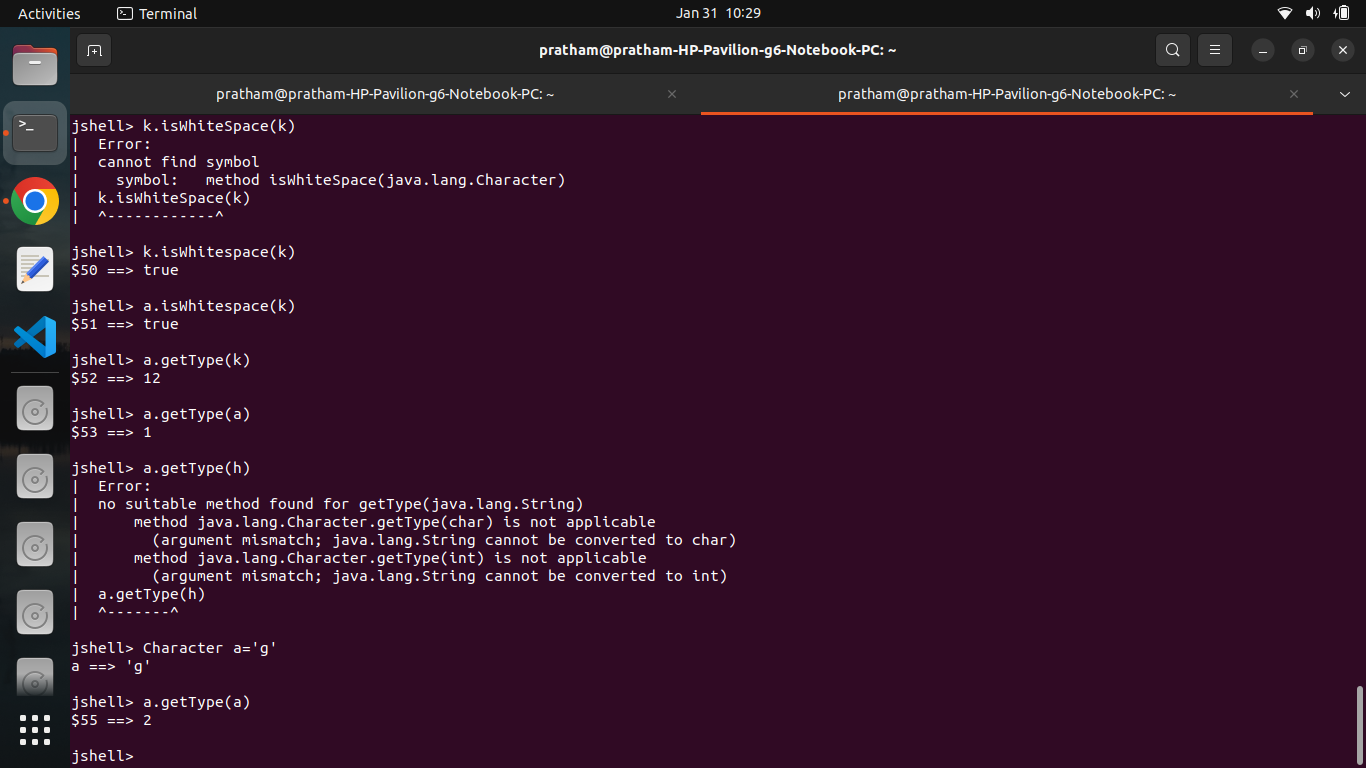 Activities
Terminal
Jan 31 10:29
pratham@pratham-HP-Pavilion-g6-Notebook-PC: ~
pratham@pratham-HP-Pavilion-g6-Notebook-PC: ~
pratham@pratham-HP-Pavilion-g6-Notebook-PC: ~
jshell> k.isWhiteSpace(k)
|  Error:
|  cannot find symbol
|    symbol:   method isWhiteSpace(java.lang.Character)
|  k.isWhiteSpace(k)
|  ^------------^
jshell> k.isWhitespace(k)
$50 ==> true
jshell> a.isWhitespace(k)
$51 ==> true
jshell> a.getType(k)
$52 ==> 12
jshell> a.getType(a)
$53 ==> 1
jshell> a.getType(h)
|  Error:
|  no suitable method found for getType(java.lang.String)
|      method java.lang.Character.getType(char) is not applicable
|        (argument mismatch; java.lang.String cannot be converted to char)
|      method java.lang.Character.getType(int) is not applicable
|        (argument mismatch; java.lang.String cannot be converted to int)
|  a.getType(h)
|  ^-------^
jshell> Character a='g'
a ==> 'g'
jshell> a.getType(a)
$55 ==> 2
jshell>